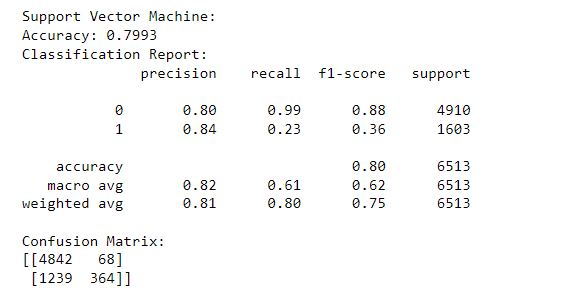 Support Vector Machine:
Accuracy: 0.7993
Classification Report:
precision recall f1-score support
0 0.80 0.99 0.88 4910
1 0.84 0.23 0.36 1603
accuracy 0.80 6513
macro avg 0.82 0.61 0.62 6513
weighted avg 0.81 0.80 0.75 6513
Confusion Matrix:
[[4842 68]
[1239 364]]